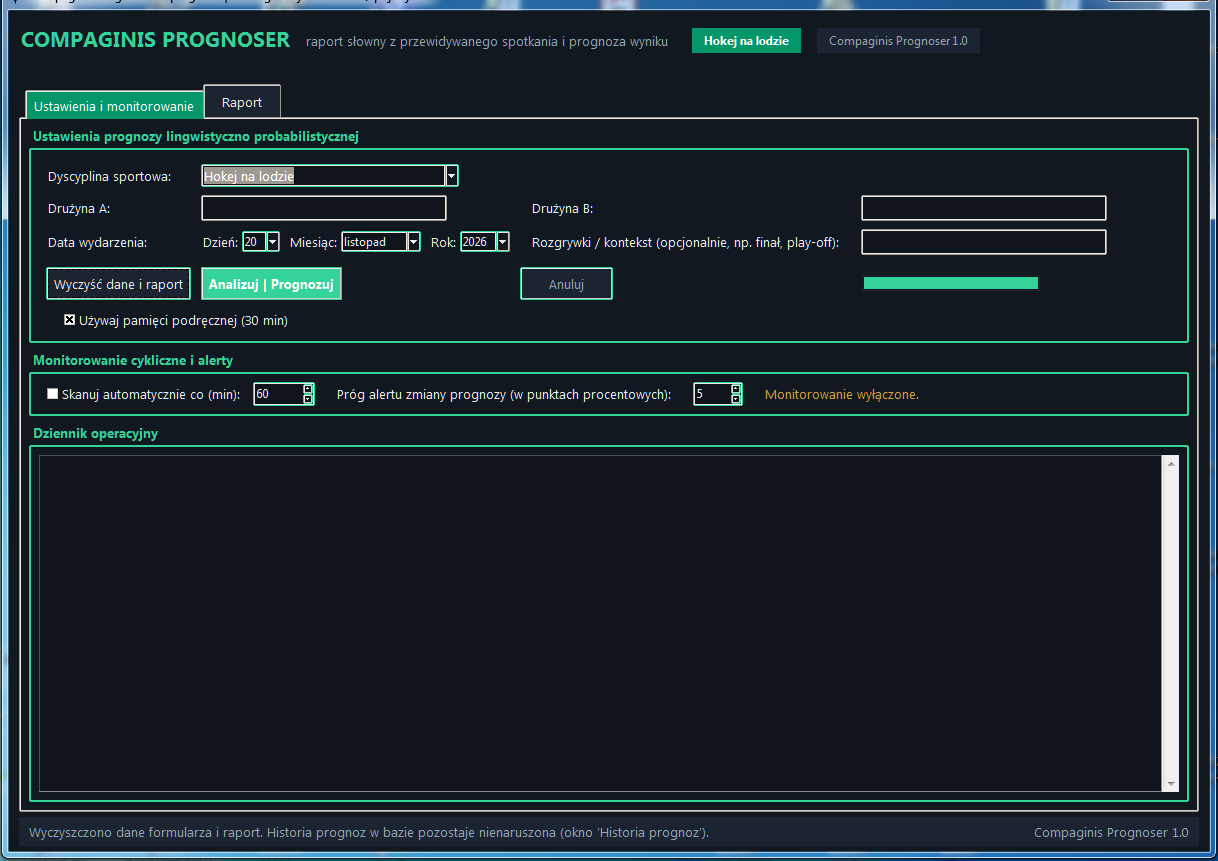 COMPAGINIS PROGNOSER raport słowny z przewidywanego spotkania i prognoza wyniku Hokej na lodzie Compaginis Prognoser 1.0
Ustawienia i monitorowanie Raport
Ustawienia prognozy lingwistyczno probabilistycznej
Dyscyplina sportowa: Hokej na lodzie
Drużyna A: Drużyna B:
Data wydarzenia: Dzień: 20 Miesiąc: listopad Rok: 2026 Rozgrywki / kontekst (opcjonalnie, np. finał, play-off):
Wyczyść dane i raport Analizuj | Prognozuj Anuluj
Używaj pamięci podręcznej (30 min)
Monitorowanie cykliczne i alerty
Skanuj automatycznie co (min): 60 Próg alertu zmiany prognozy (w punktach procentowych): 5 Monitorowanie wyłączone.
Dziennik operacyjny
Wyczyszczono dane formularza i raport. Historia prognoz w bazie pozostaje nienaruszona (okno 'Historia prognoz'). Compaginis Prognoser 1.0